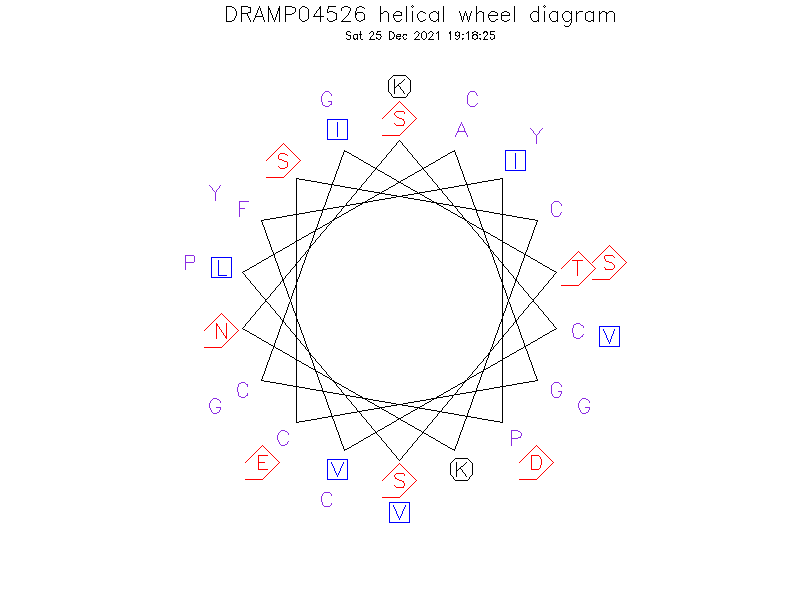 DRAMP04526 helical wheel diagram
Sat 25 Dec 2021 19:18:25
K
G C
I S A Y
S I
Y F C
P L T S
N C V
G C G G
C P
E V K D
C S
V